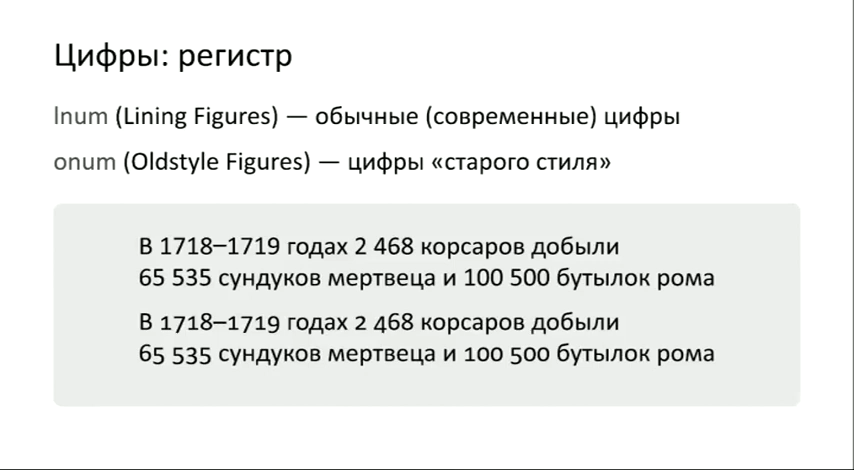 Цифры: регистр
lnum (Lining Figures) — обычные (современные) цифры
onum (Oldstyle Figures) — цифры «старого стиля»
В 1718–1719 годах 2 468 корсаров добыли
65 535 сундуков мертвеца и 100 500 бутылок рома
В 1718–1719 годах 2 468 корсаров добыли
65 535 сундуков мертвеца и 100 500 бутылок рома